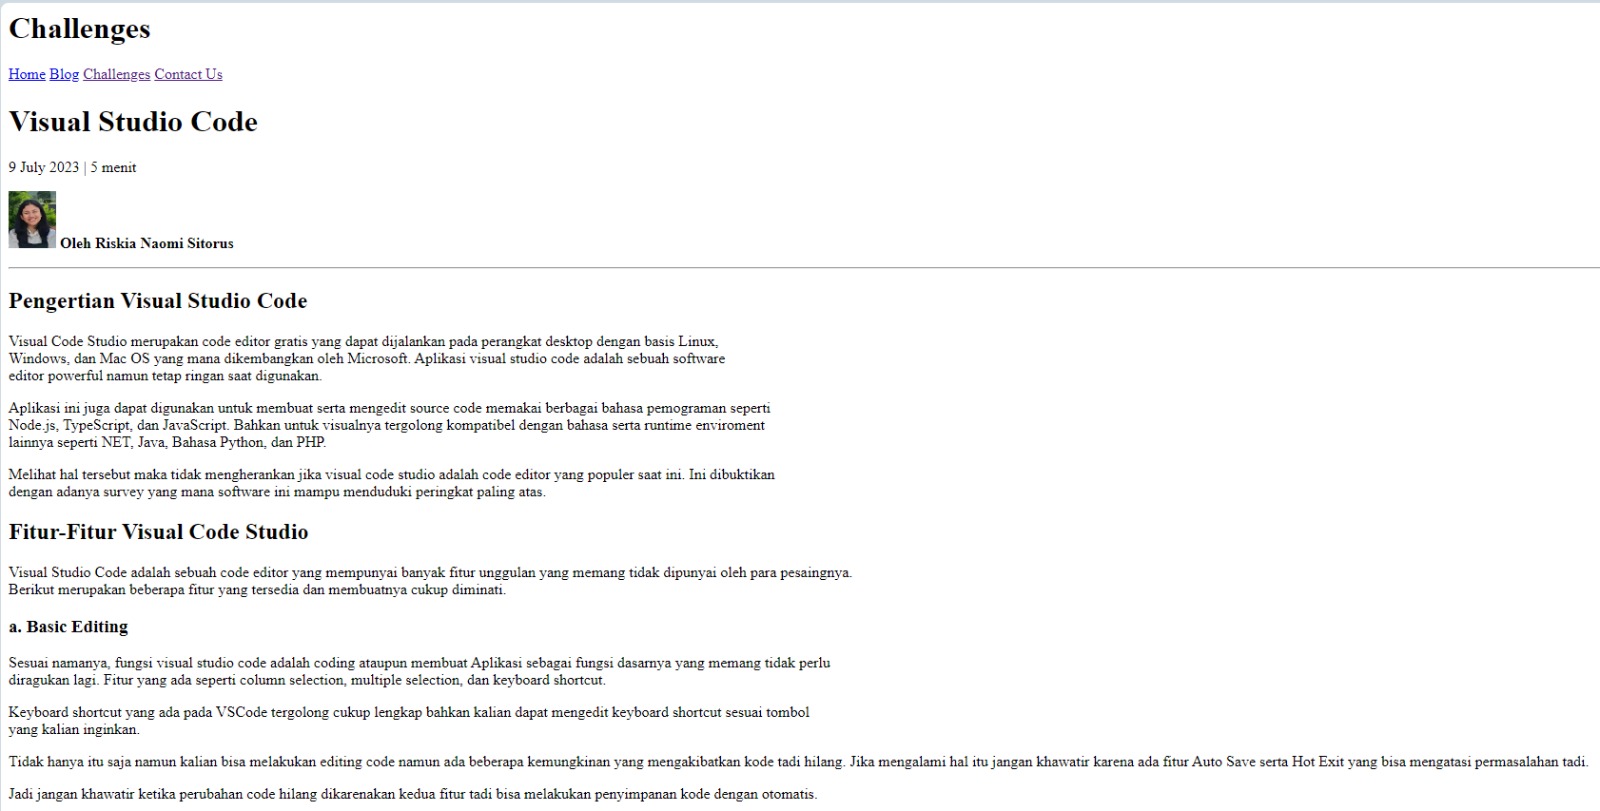 Challenges
Home Blog Challenges Contact Us
Visual Studio Code
9 July 2023 | 5 menit
Oleh Riskia Naomi Sitorus
Pengertian Visual Studio Code
Visual Code Studio merupakan code editor gratis yang dapat dijalankan pada perangkat desktop dengan basis Linux,
Windows, dan Mac OS yang mana dikembangkan oleh Microsoft. Aplikasi visual studio code adalah sebuah software
editor powerful namun tetap ringan saat digunakan.
Aplikasi ini juga dapat digunakan untuk membuat serta mengedit source code memakai berbagai bahasa pemograman seperti
Node.js, TypeScript, dan JavaScript. Bahkan untuk visualnya tergolong kompatibel dengan bahasa serta runtime enviroment
lainnya seperti NET, Java, Bahasa Python, dan PHP.
Melihat hal tersebut maka tidak mengherankan jika visual code studio adalah code editor yang populer saat ini. Ini dibuktikan
dengan adanya survey yang mana software ini mampu menduduki peringkat paling atas.
Fitur-Fitur Visual Code Studio
Visual Studio Code adalah sebuah code editor yang mempunyai banyak fitur unggulan yang memang tidak dipunyai oleh para pesaingnya.
Berikut merupakan beberapa fitur yang tersedia dan membuatnya cukup diminati.
a. Basic Editing
Sesuai namanya, fungsi visual studio code adalah coding ataupun membuat Aplikasi sebagai fungsi dasarnya yang memang tidak perlu
diragukan lagi. Fitur yang ada seperti column selection, multiple selection, dan keyboard shortcut.
Keyboard shortcut yang ada pada VSCode tergolong cukup lengkap bahkan kalian dapat mengedit keyboard shortcut sesuai tombol
yang kalian inginkan.
Tidak hanya itu saja namun kalian bisa melakukan editing code namun ada beberapa kemungkinan yang mengakibatkan kode tadi hilang. Jika mengalami hal itu jangan khawatir karena ada fitur Auto Save serta Hot Exit yang bisa mengatasi permasalahan tadi.
Jadi jangan khawatir ketika perubahan code hilang dikarenakan kedua fitur tadi bisa melakukan penyimpanan kode dengan otomatis.